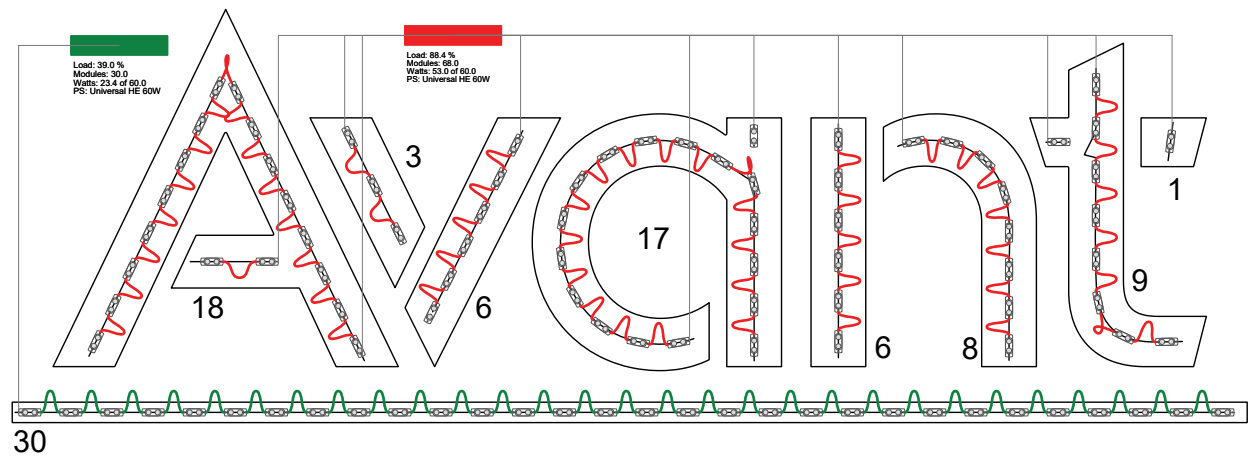 Load: 39.0 %
Modules: 30.0
Watts: 23.4 of 60.0
PS: Universal HE 60W
Load: 88.4 %
Modules: 68.0
Watts: 53.0 of 60.0
PS: Universal HE 60W
Avant
3
1
17
9
18
6
6
8
30